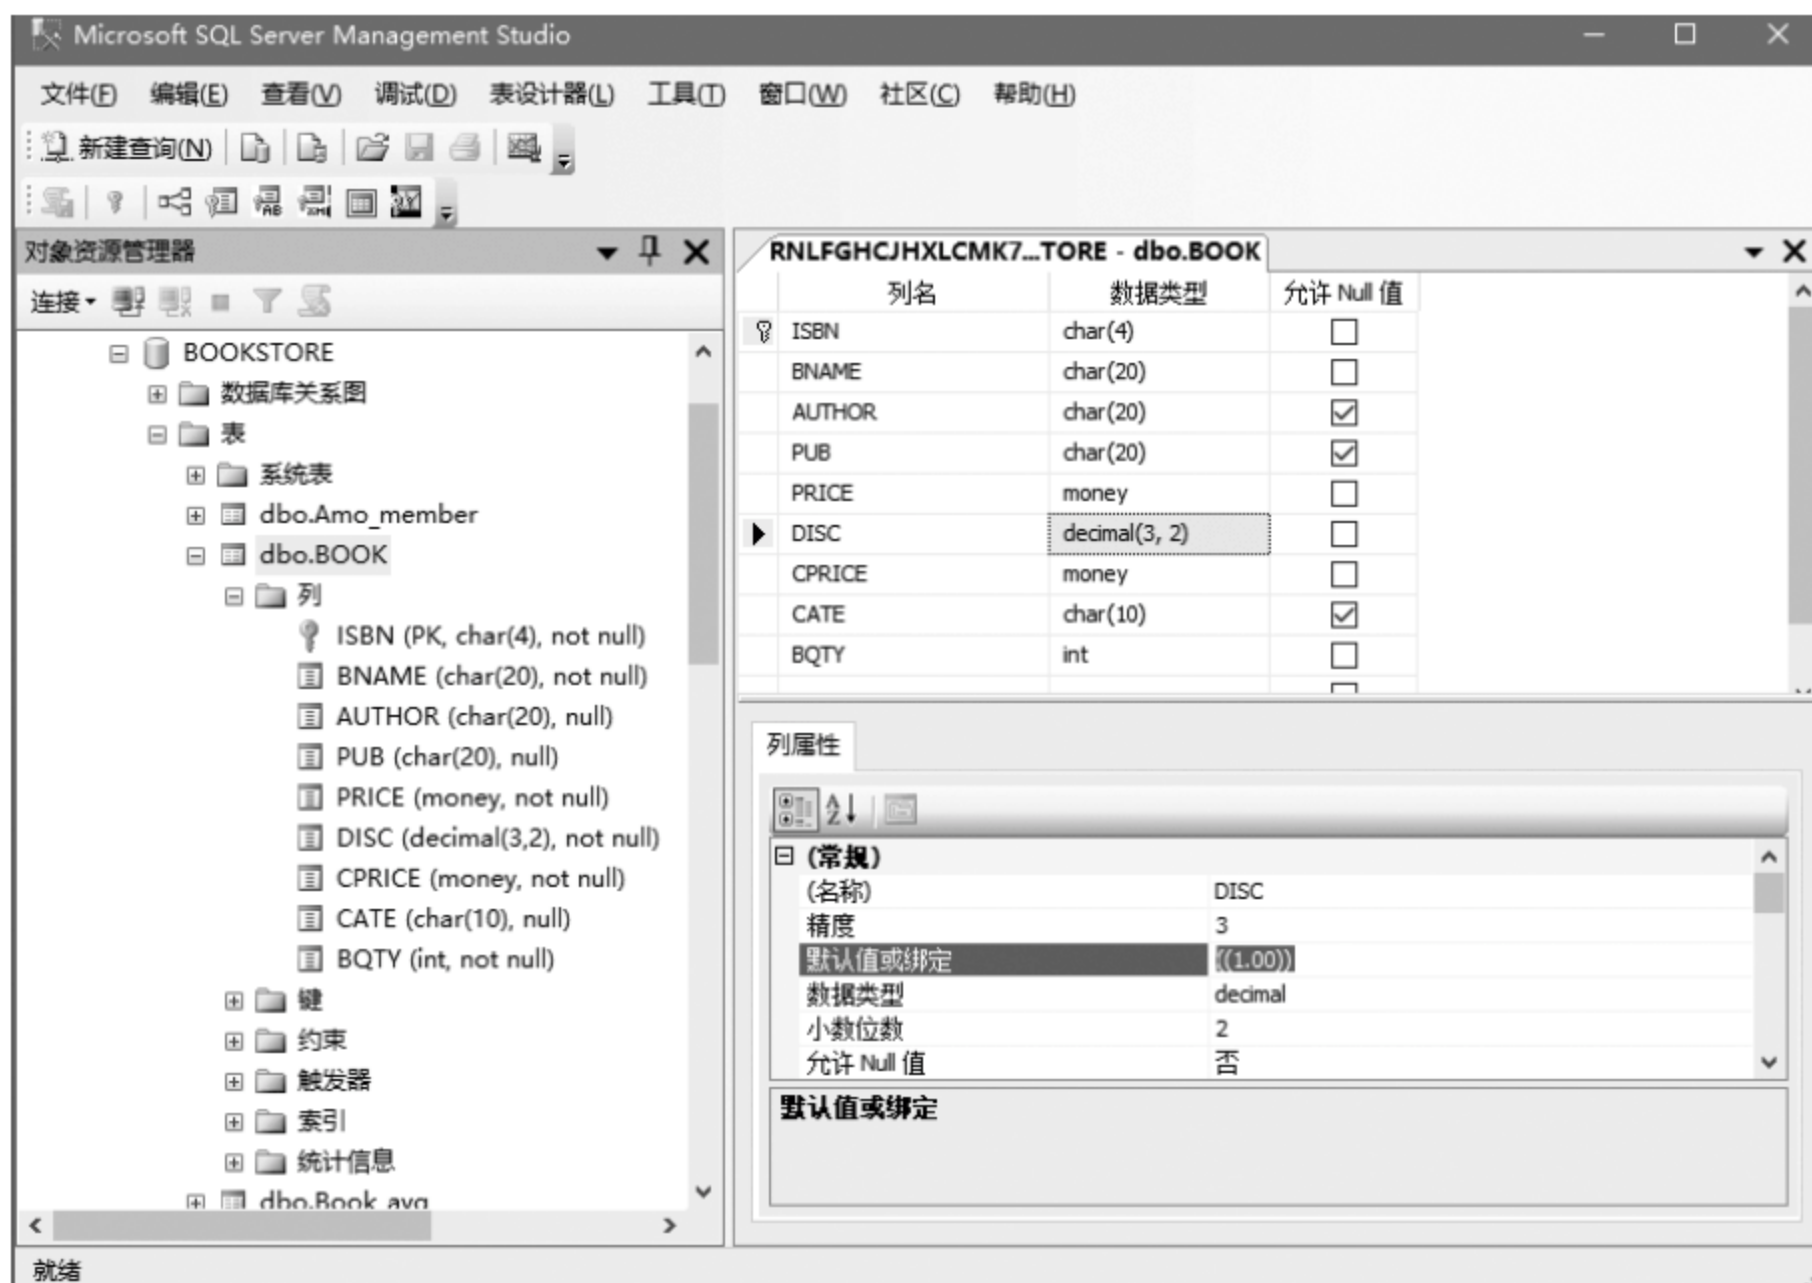 Microsoft SQL Server Management Studio
文件(F) 编辑(E) 查看(V) 调试(D) 表设计器(L) 工具(T) 窗口(W) 社区(C) 帮助(H)
新建查询(N)
对象资源管理器
连接
BOOKSTORE
数据库关系图
表
系统表
dbo.Amo_member
dbo.BOOK
列
ISBN (PK, char(4), not null)
BNAME (char(20), not null)
AUTHOR (char(20), null)
PUB (char(20), null)
PRICE (money, not null)
DISC (decimal(3,2), not null)
CPRICE (money, not null)
CATE (char(10), null)
BQTY (int, not null)
键
约束
触发器
索引
统计信息
dbo.Book_avg
RNLFGHCJHXLCMK7...TORE - dbo.BOOK
列名 数据类型 允许 Null 值
ISBN char(4)
BNAME char(20)
AUTHOR char(20)
PUB char(20)
PRICE money
DISC decimal(3, 2)
CPRICE money
CATE char(10)
BQTY int
列属性
(常规)
(名称) DISC
精度 3
默认值或绑定 ((1.00))
数据类型 decimal
小数位数 2
允许 Null 值 否
默认值或绑定
就绪